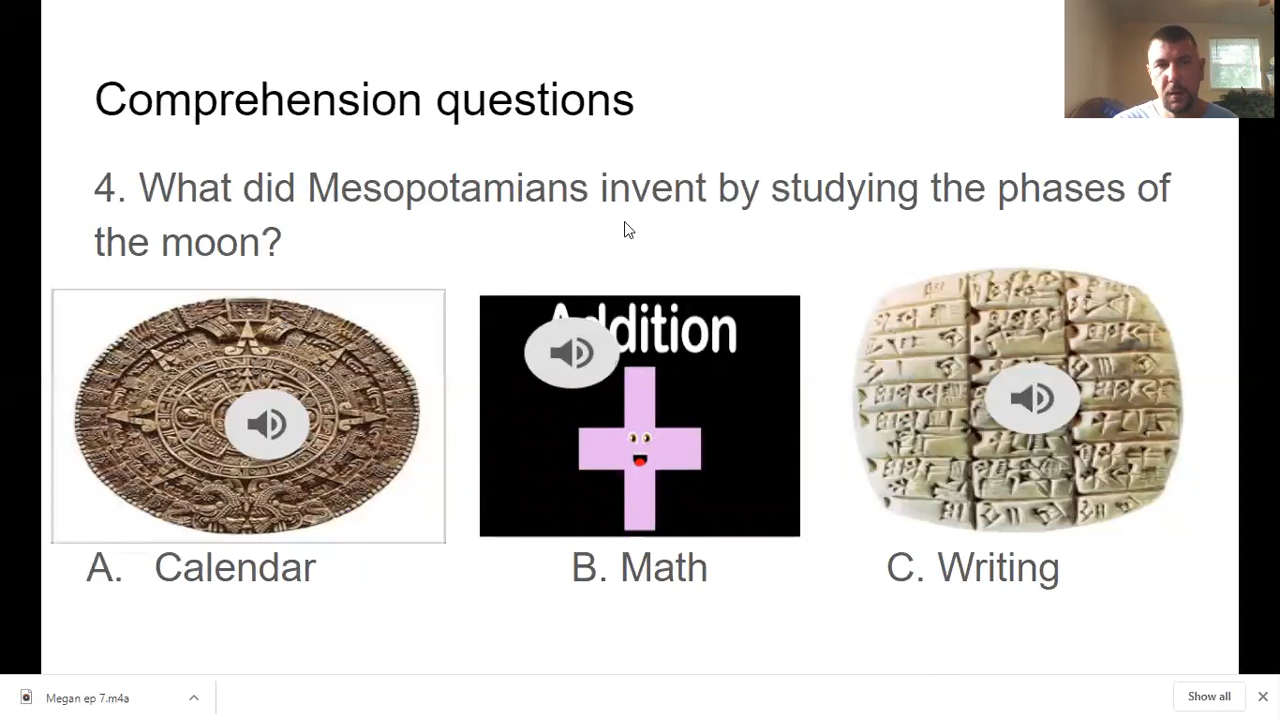 Comprehension questions
4. What did Mesopotamians invent by studying the phases of
the moon?
Addition
A. Calendar
B. Math
C. Writing
Megan ep 7.m4a
Show all